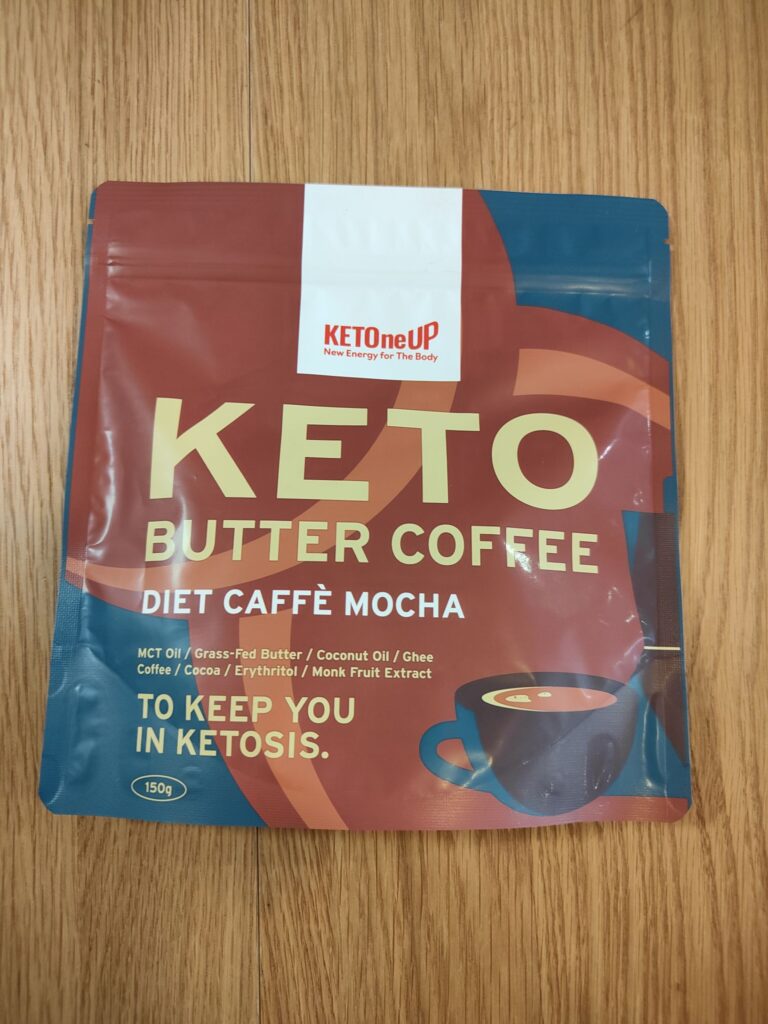 KETOneUP
New Energy for The Body
KETO
BUTTER COFFEE
DIET CAFFÈ MOCHA
MCT Oil / Grass-Fed Butter / Coconut Oil / Ghee
Coffee / Cocoa / Erythritol / Monk Fruit Extract
TO KEEP YOU
IN KETOSIS.
150g